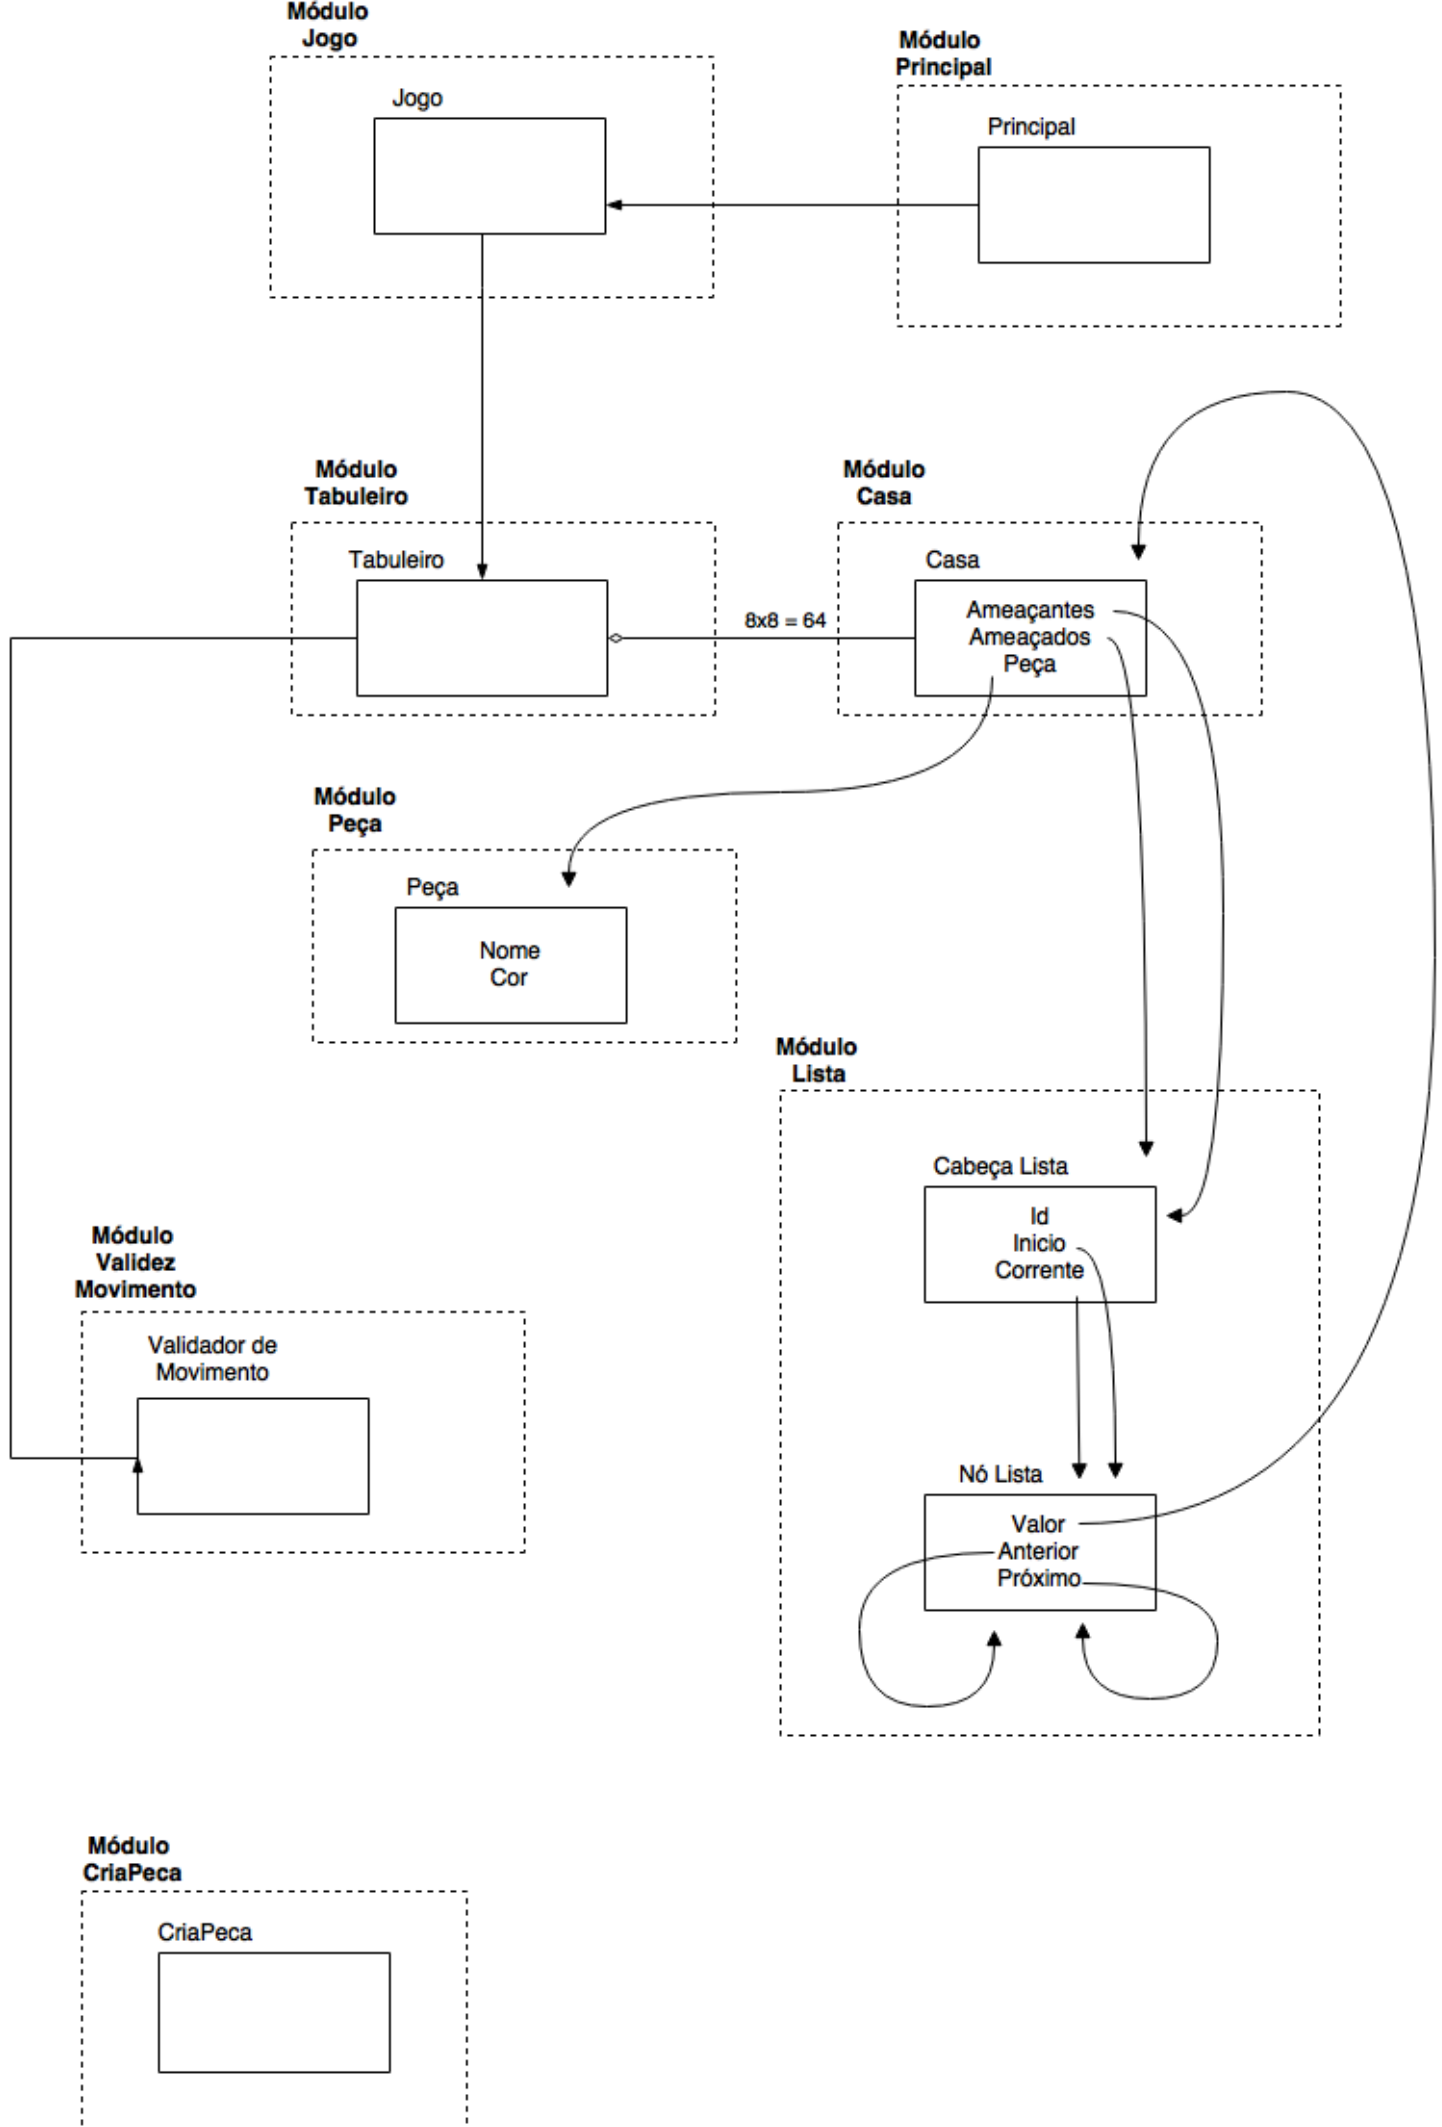 Módulo
Jogo
Jogo
Módulo
Principal
Principal
Módulo
Tabuleiro
Tabuleiro
8x8 = 64
Módulo
Casa
Casa
Ameaçantes
Ameaçados
Peça
Módulo
Peça
Peça
Nome
Cor
Módulo
Lista
Cabeça Lista
Id
Inicio
Corrente
Nó Lista
Valor
Anterior
Próximo
Módulo
Validez
Movimento
Validador de
Movimento
Módulo
CriaPeca
CriaPeca